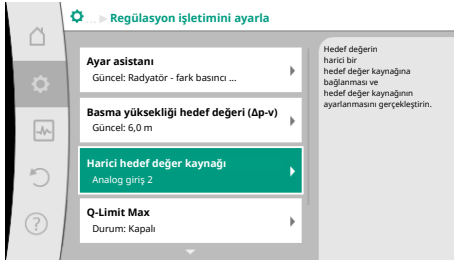 ... Regülasyon işletimini ayarla
Ayar asistanı
Güncel: Radyatör - fark basıncı ...
Basma yüksekliği hedef değeri (Δp-v)
Güncel: 6,0 m
Harici hedef değer kaynağı
Analog giriş 2
Q-Limit Max
Durum: Kapalı
Hedef değerin
harici bir
hedef değer kaynağına
bağlanması ve
hedef değer kaynağının
ayarlanmasını gerçekleştirin.
?